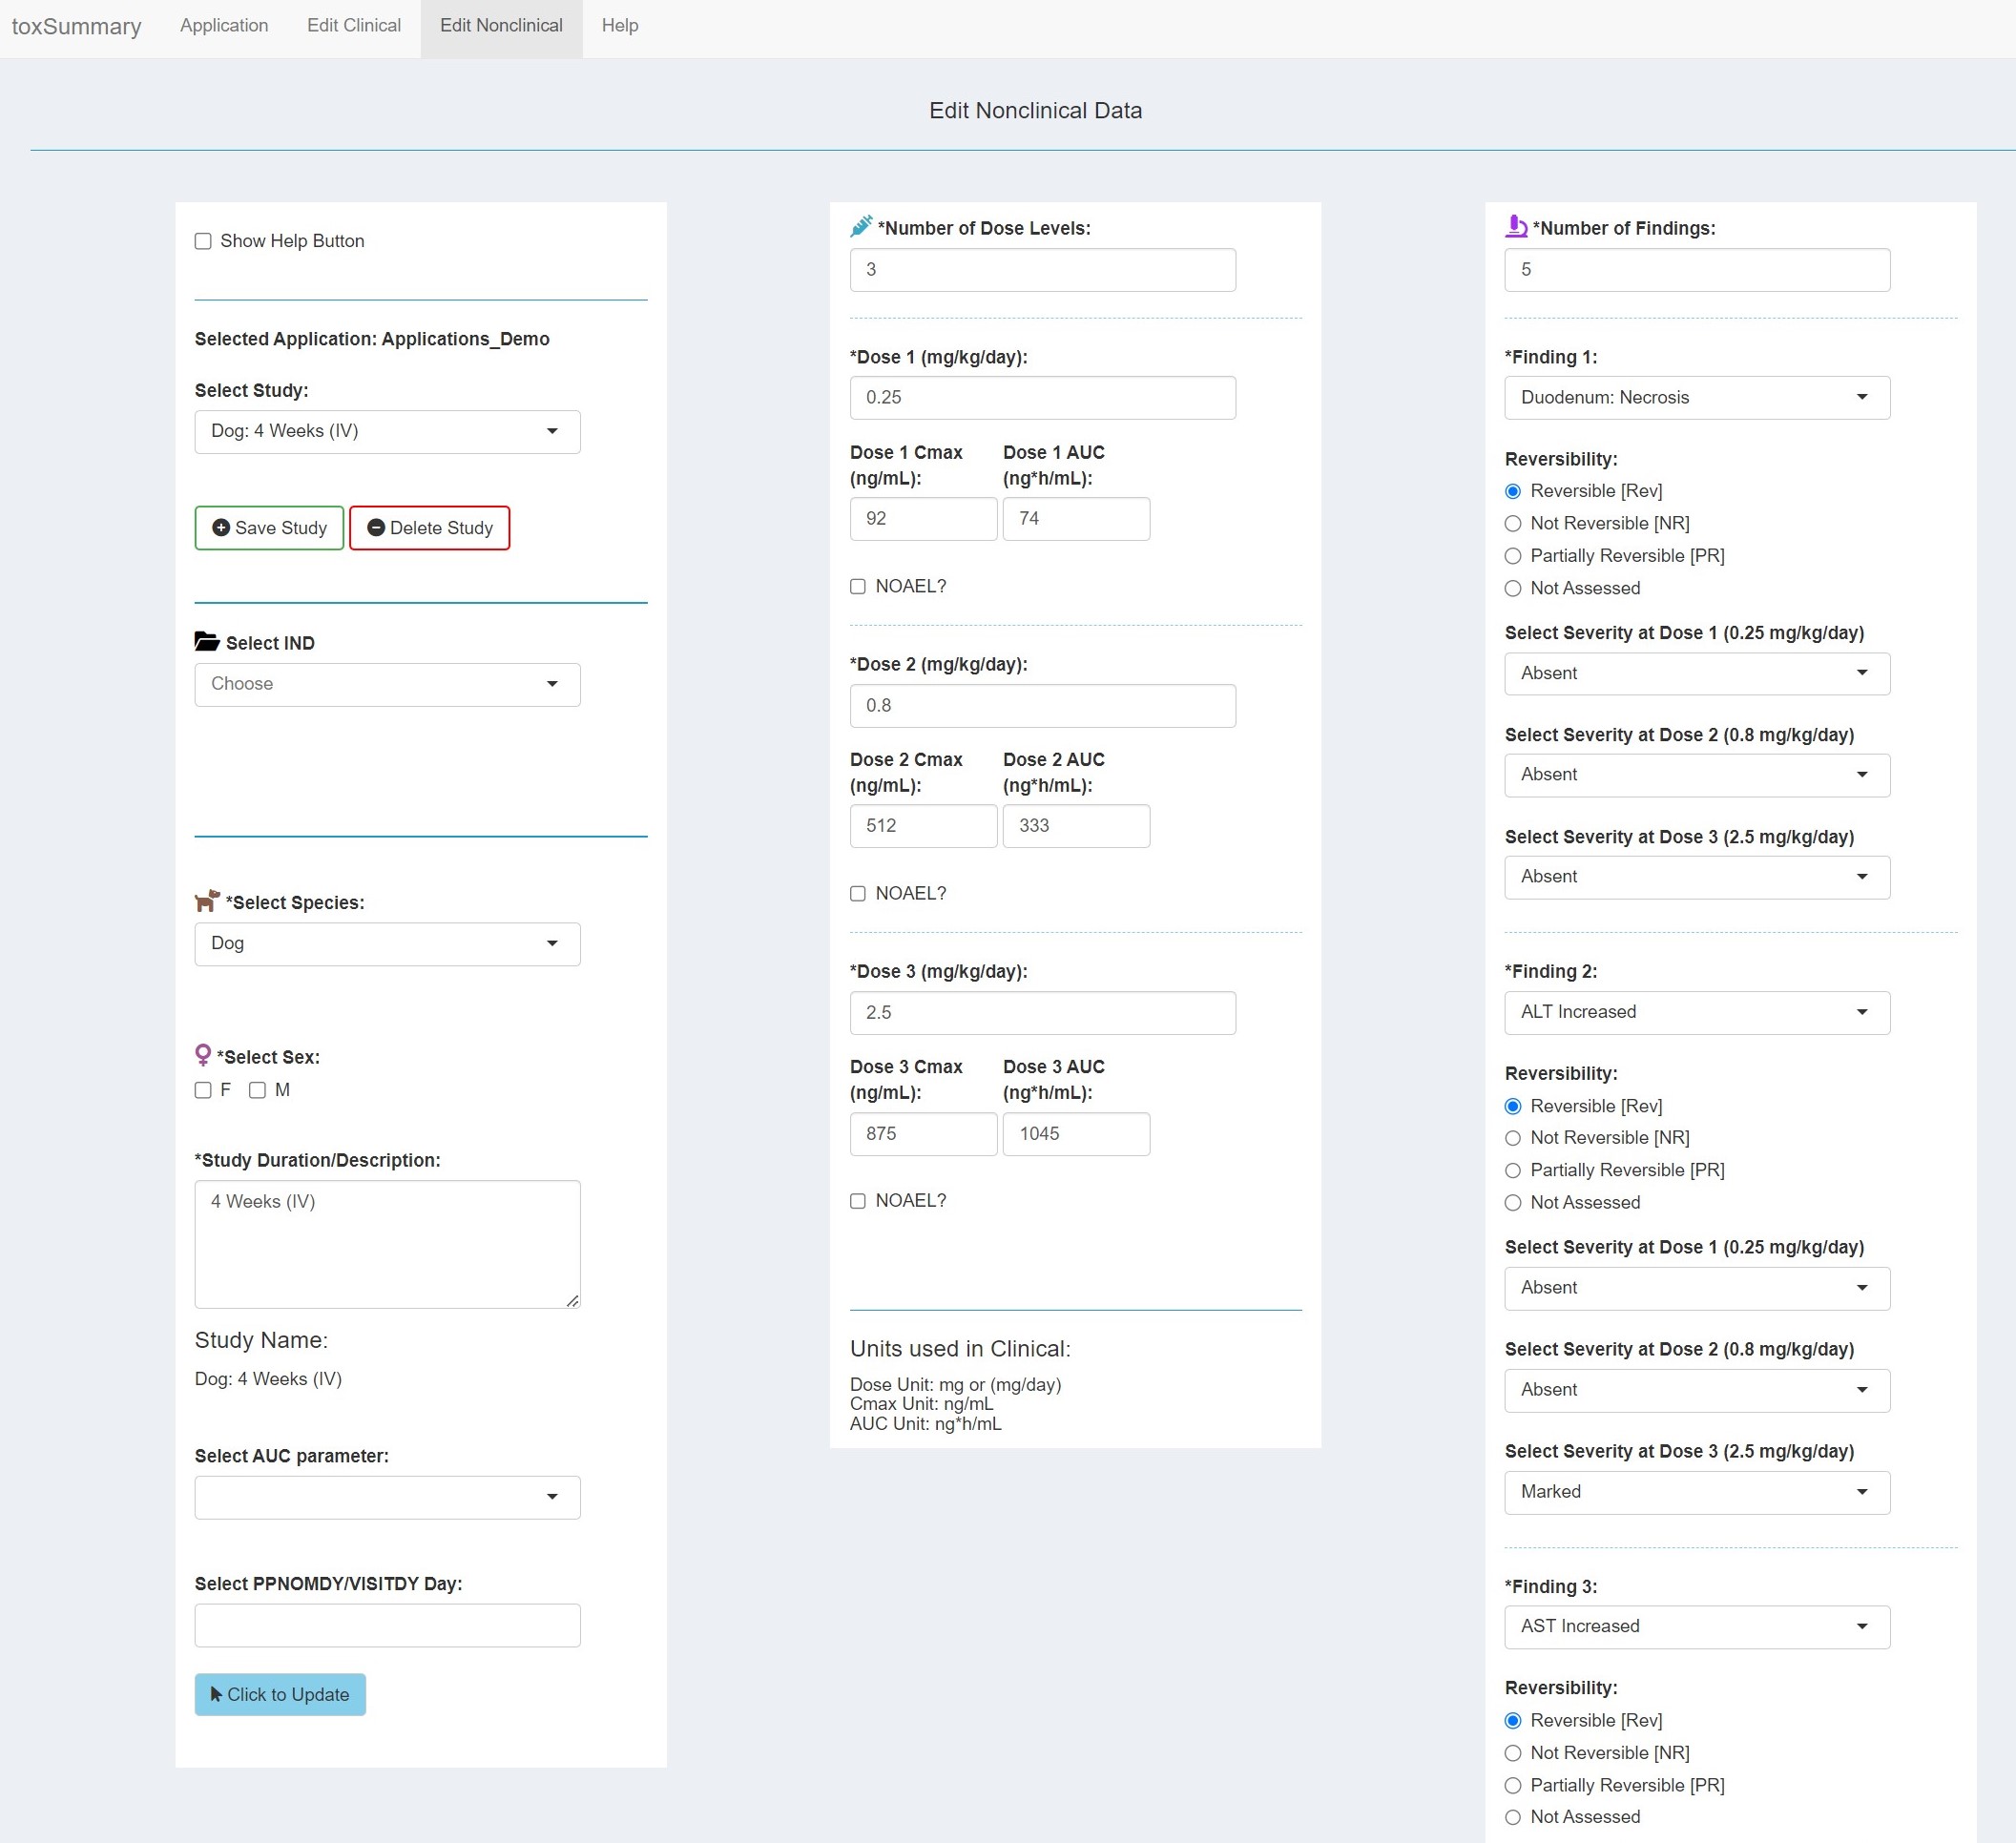 toxSummary Application Edit Clinical Edit Nonclinical Help
Edit Nonclinical Data
Show Help Button
Selected Application: Applications_Demo
Select Study:
Dog: 4 Weeks (IV)
Save Study Delete Study
Select IND
Choose
*Select Species:
Dog
*Select Sex:
F M
*Study Duration/Description:
4 Weeks (IV)
Study Name:
Dog: 4 Weeks (IV)
Select AUC parameter:
Select PPNOMDY/VISITDY Day:
Click to Update
*Number of Dose Levels:
3
*Dose 1 (mg/kg/day):
0.25
Dose 1 Cmax (ng/mL):
92
Dose 1 AUC (ng*h/mL):
74
NOAEL?
*Dose 2 (mg/kg/day):
0.8
Dose 2 Cmax (ng/mL):
512
Dose 2 AUC (ng*h/mL):
333
NOAEL?
*Dose 3 (mg/kg/day):
2.5
Dose 3 Cmax (ng/mL):
875
Dose 3 AUC (ng*h/mL):
1045
NOAEL?
Units used in Clinical:
Dose Unit: mg or (mg/day)
Cmax Unit: ng/mL
AUC Unit: ng*h/mL
*Number of Findings:
5
*Finding 1:
Duodenum: Necrosis
Reversibility:
Reversible [Rev]
Not Reversible [NR]
Partially Reversible [PR]
Not Assessed
Select Severity at Dose 1 (0.25 mg/kg/day)
Absent
Select Severity at Dose 2 (0.8 mg/kg/day)
Absent
Select Severity at Dose 3 (2.5 mg/kg/day)
Absent
*Finding 2:
ALT Increased
Reversibility:
Reversible [Rev]
Not Reversible [NR]
Partially Reversible [PR]
Not Assessed
Select Severity at Dose 1 (0.25 mg/kg/day)
Absent
Select Severity at Dose 2 (0.8 mg/kg/day)
Absent
Select Severity at Dose 3 (2.5 mg/kg/day)
Marked
*Finding 3:
AST Increased
Reversibility:
Reversible [Rev]
Not Reversible [NR]
Partially Reversible [PR]
Not Assessed